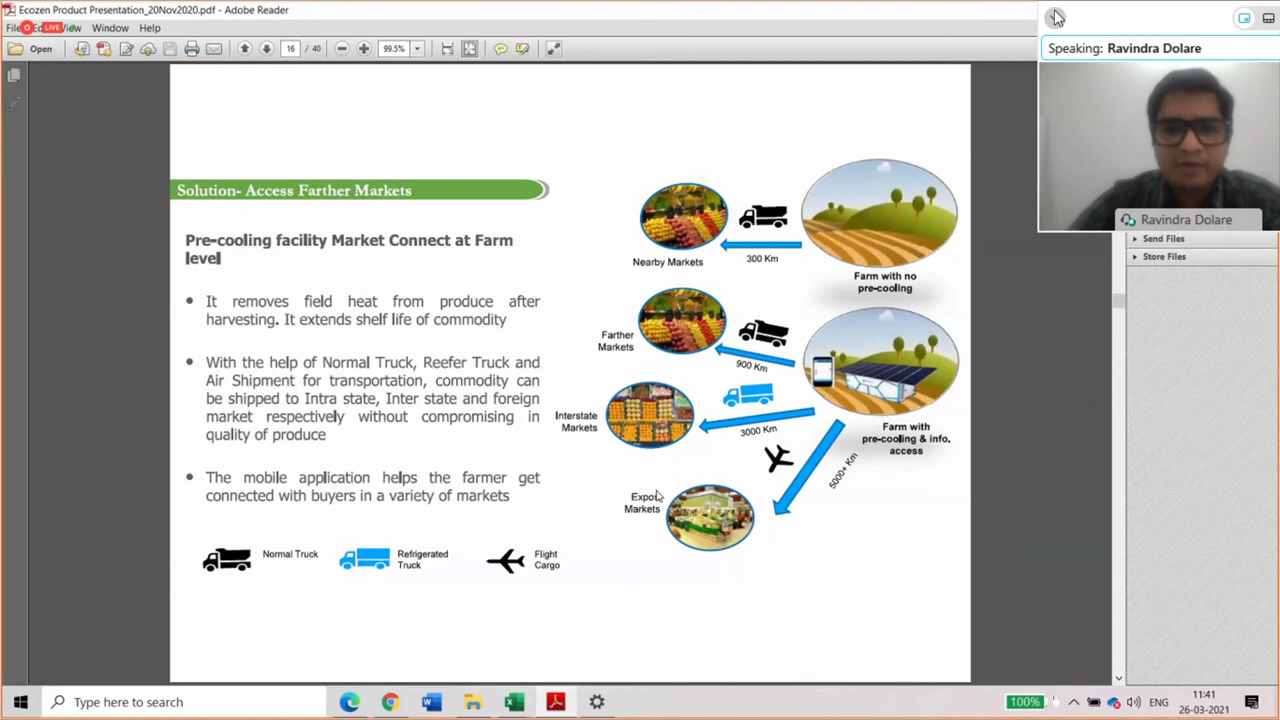 Ecozen Product Presentation_20Nov2020.pdf - Adobe Reader
LIVE
View Window Help
Open
16 / 40
99.5%
Speaking: Ravindra Dolare
Ravindra Dolare
Send Files
Store Files
Solution- Access Farther Markets
Pre-cooling facility Market Connect at Farm
level
It removes field heat from produce after
harvesting. It extends shelf life of commodity
With the help of Normal Truck, Reefer Truck and
Air Shipment for transportation, commodity can
be shipped to Intra state, Inter state and foreign
market respectively without compromising in
quality of produce
The mobile application helps the farmer get
connected with buyers in a variety of markets
Normal Truck
Refrigerated
Truck
Flight
Cargo
Nearby Markets
300 Km
Farm with no
pre-cooling
Farther
Markets
900 Km
Interstate
Markets
3000 Km
Farm with
pre-cooling & info.
access
5000+ Km
Markets
Type here to search
100%
ENG
11:41
26-03-2021